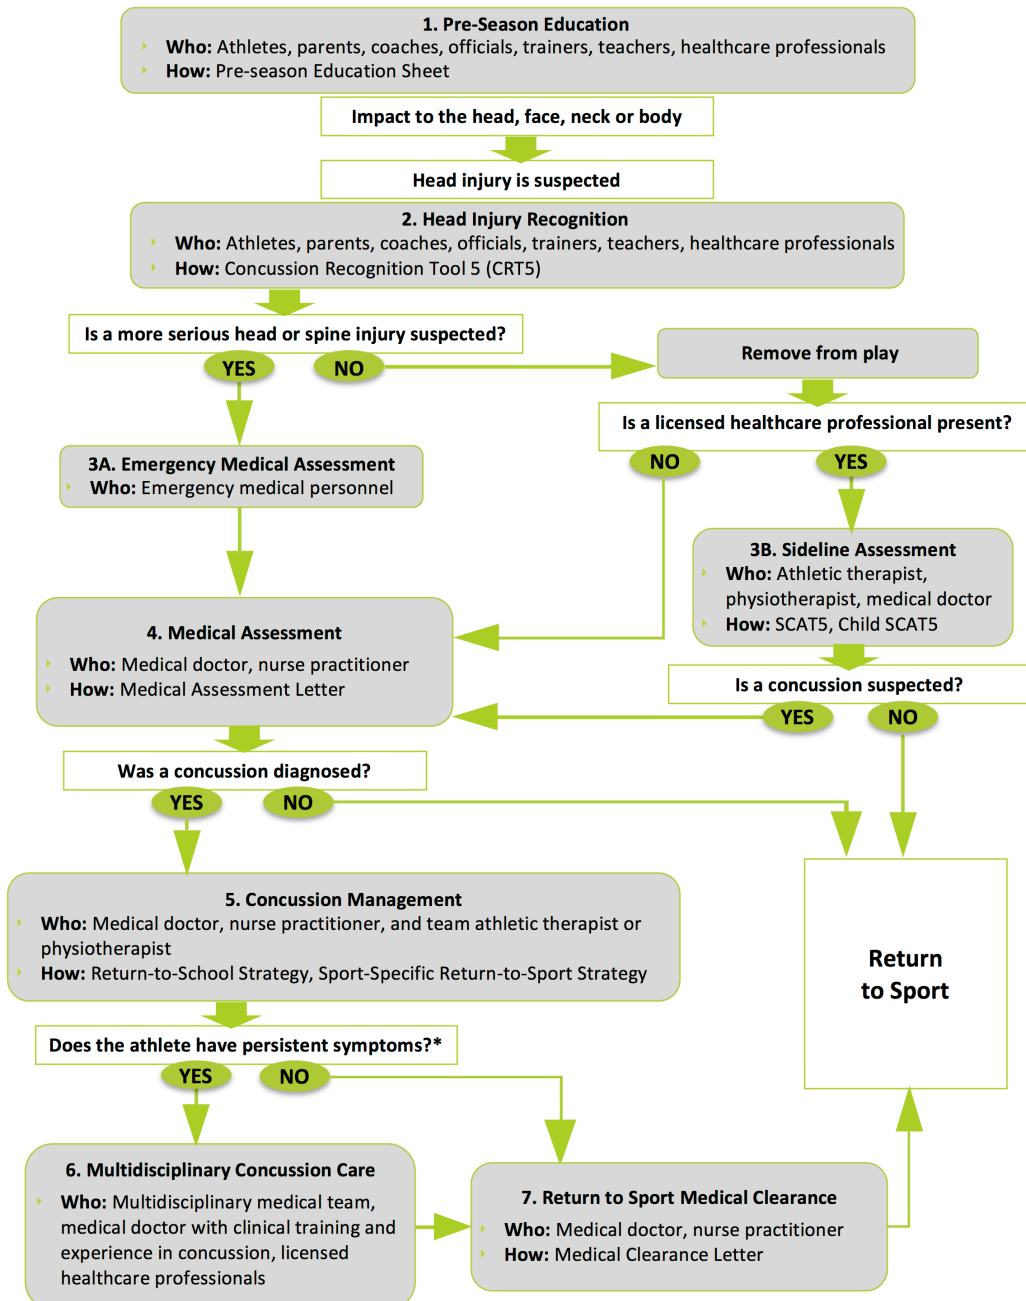 1. Pre-Season Education
Who: Athletes, parents, coaches, officials, trainers, teachers, healthcare professionals
How: Pre-season Education Sheet
Impact to the head, face, neck or body
Head injury is suspected
2. Head Injury Recognition
Who: Athletes, parents, coaches, officials, trainers, teachers, healthcare professionals
How: Concussion Recognition Tool 5 (CRT5)
Is a more serious head or spine injury suspected?
YES
NO
Remove from play
Is a licensed healthcare professional present?
NO
YES
3A. Emergency Medical Assessment
Who: Emergency medical personnel
3B. Sideline Assessment
Who: Athletic therapist,
physiotherapist, medical doctor
How: SCAT5, Child SCAT5
4. Medical Assessment
Who: Medical doctor, nurse practitioner
How: Medical Assessment Letter
Is a concussion suspected?
YES
NO
Was a concussion diagnosed?
YES
NO
5. Concussion Management
Who: Medical doctor, nurse practitioner, and team athletic therapist or
physiotherapist
How: Return-to-School Strategy, Sport-Specific Return-to-Sport Strategy
Return
to Sport
Does the athlete have persistent symptoms?*
YES
NO
6. Multidisciplinary Concussion Care
Who: Multidisciplinary medical team,
medical doctor with clinical training and
experience in concussion, licensed
healthcare professionals
7. Return to Sport Medical Clearance
Who: Medical doctor, nurse practitioner
How: Medical Clearance Letter